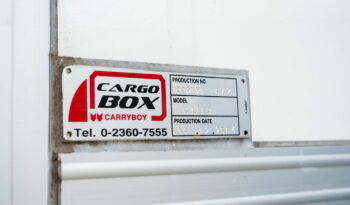 CARGO
BOX
CARRYBOY
Tel. 0-2360-7555
PRODUCTION NO.
MODEL
PRODUCTION DATE